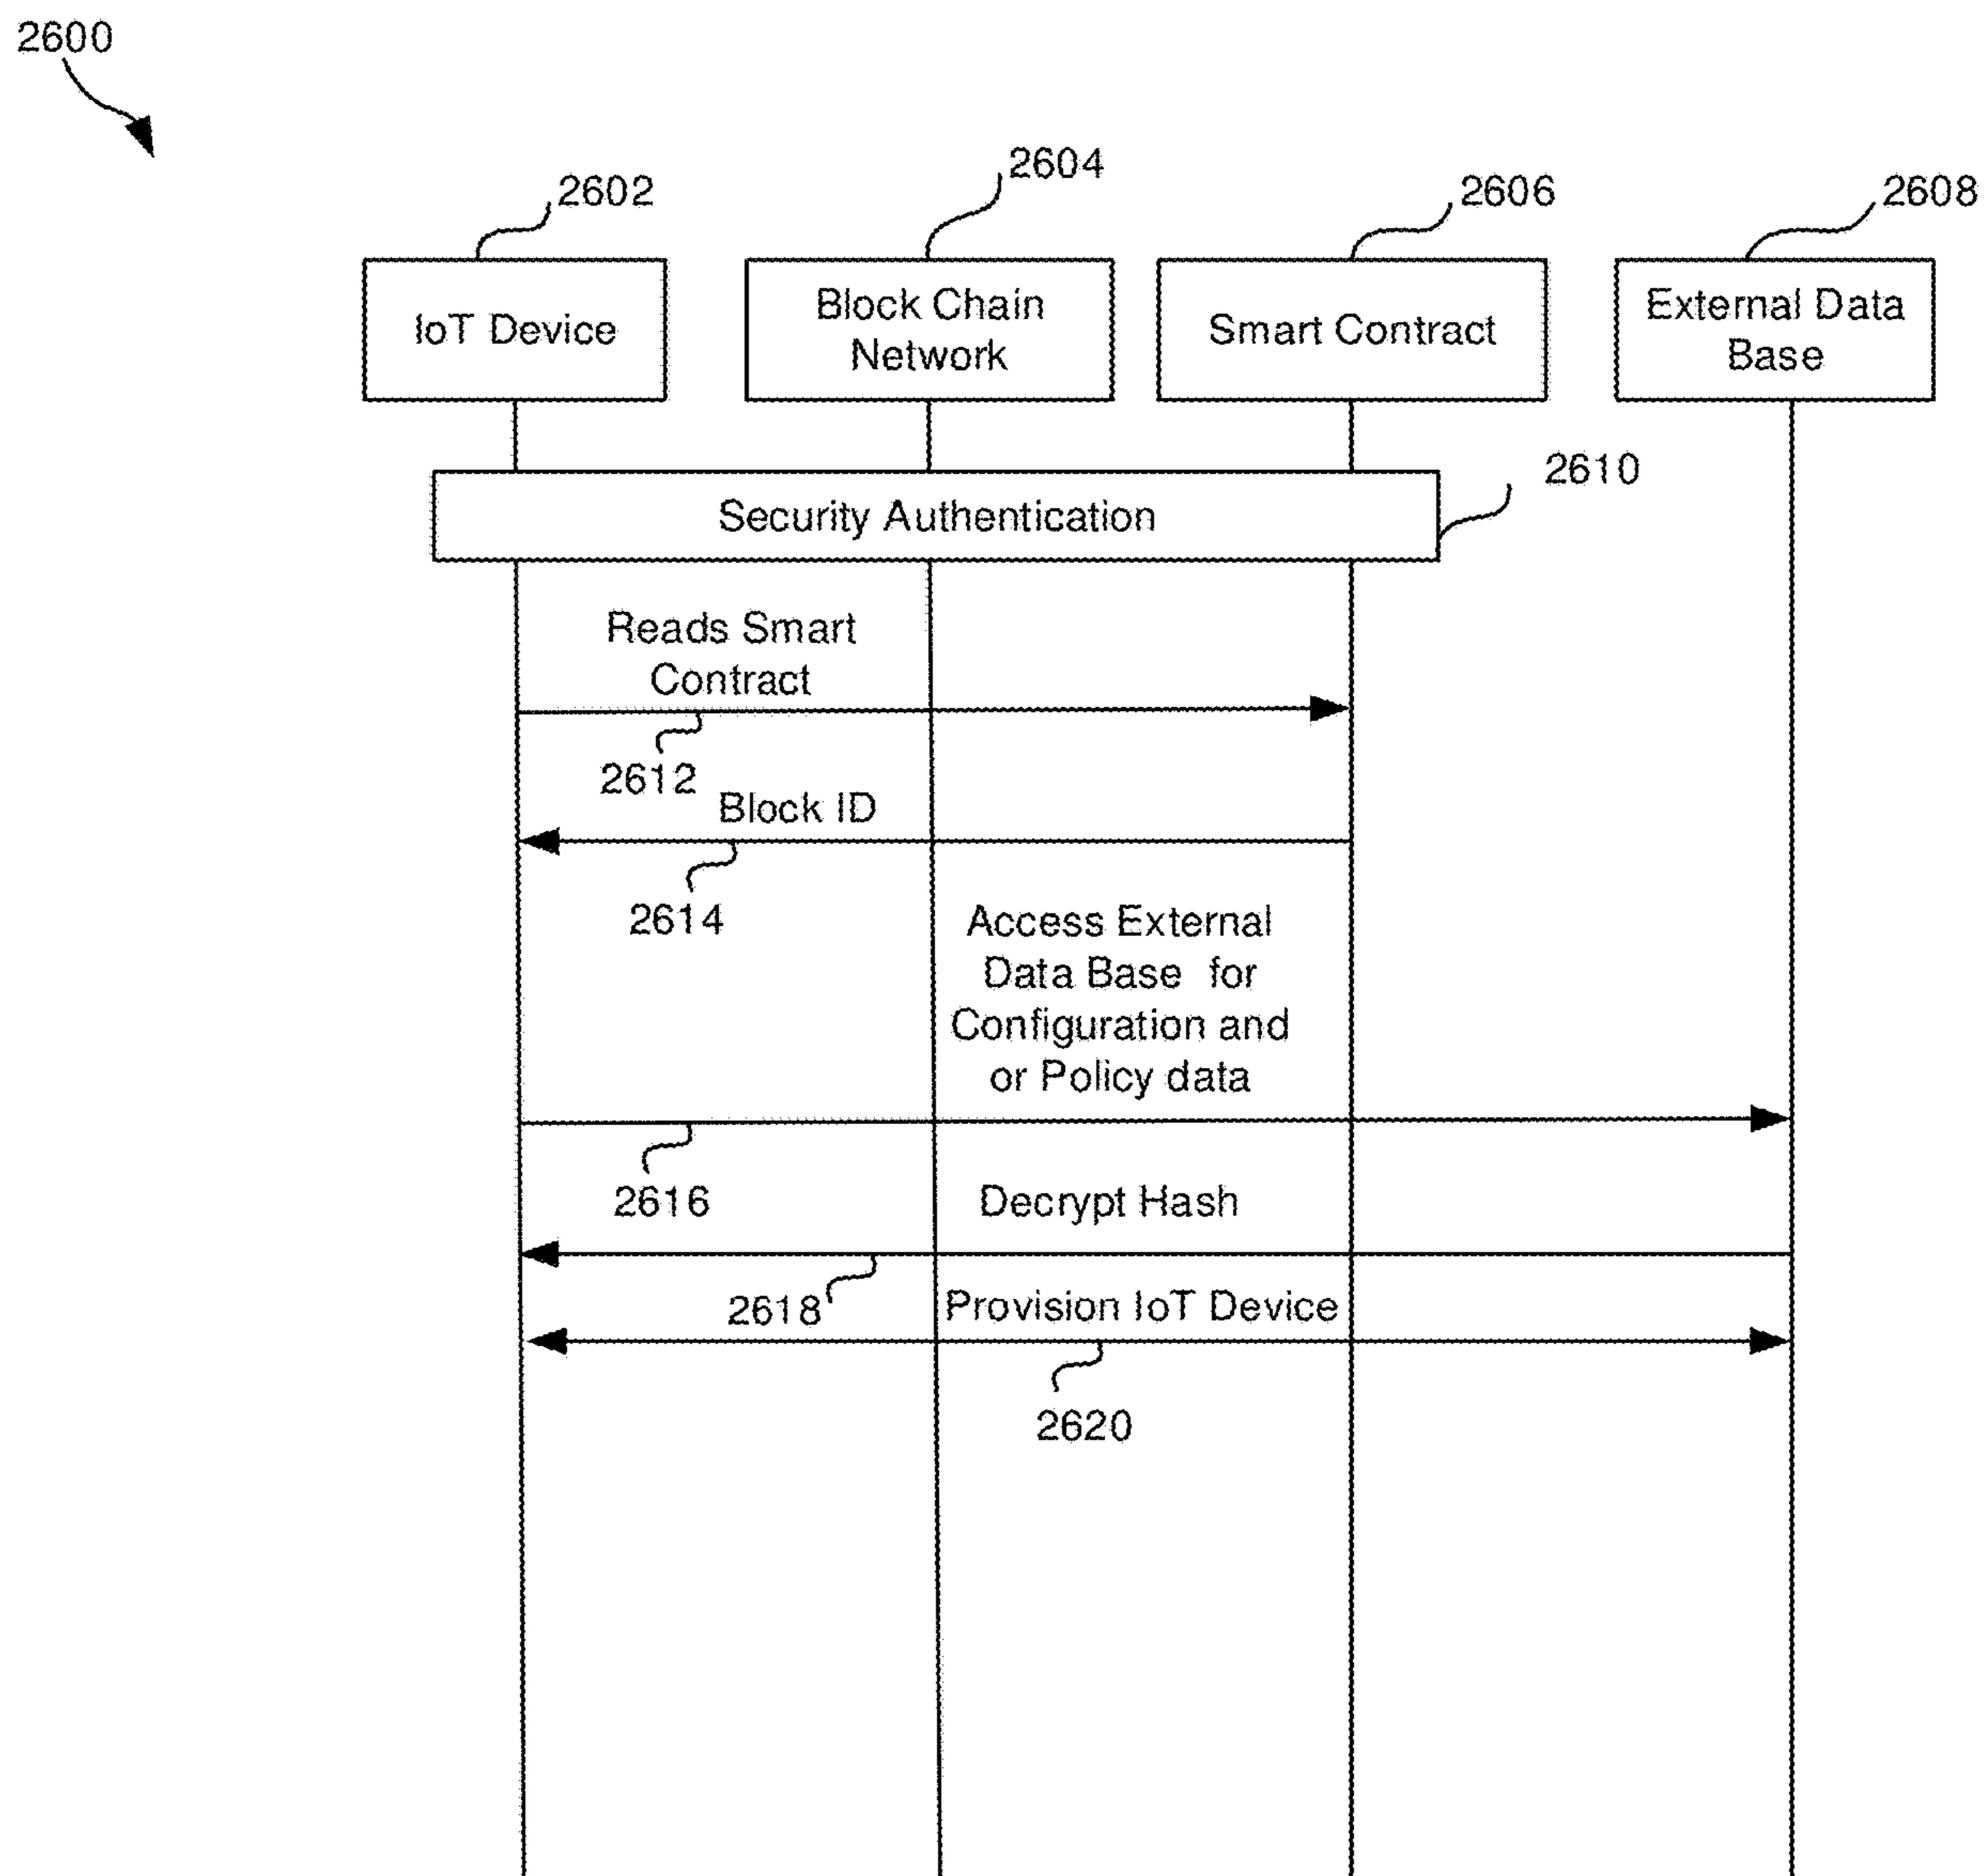 2600
2602
2604
2606
2608
IoT Device
Block Chain
Network
Smart Contract
External Data
Base
2610
Security Authentication
Reads Smart
Contract
2612
Block ID
2614
Access External
Data Base for
Configuration and
or Policy data
2616
Decrypt Hash
2618
Provision IoT Device
2620